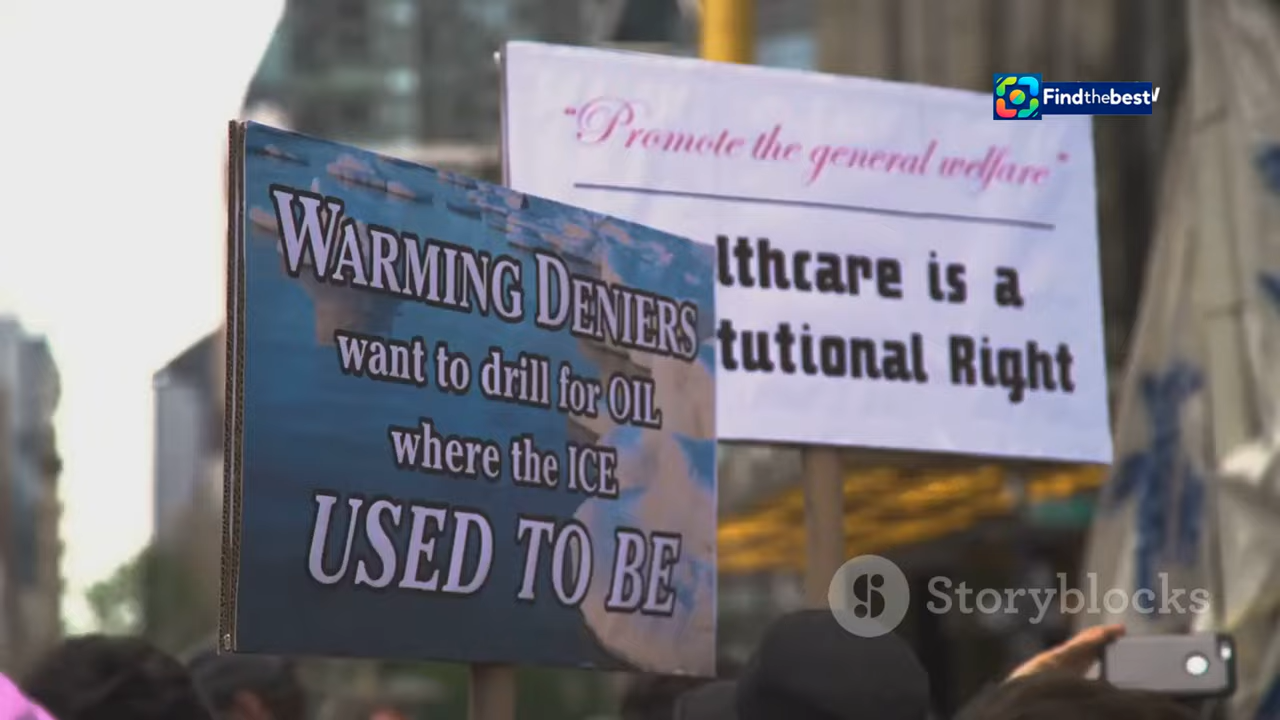 WARMING DENIERS
want to drill for OIL
where the ICE
USED TO BE
"Promote the general welfare"
lthcare is a
tutional Right
Findthebest
Storyblocks